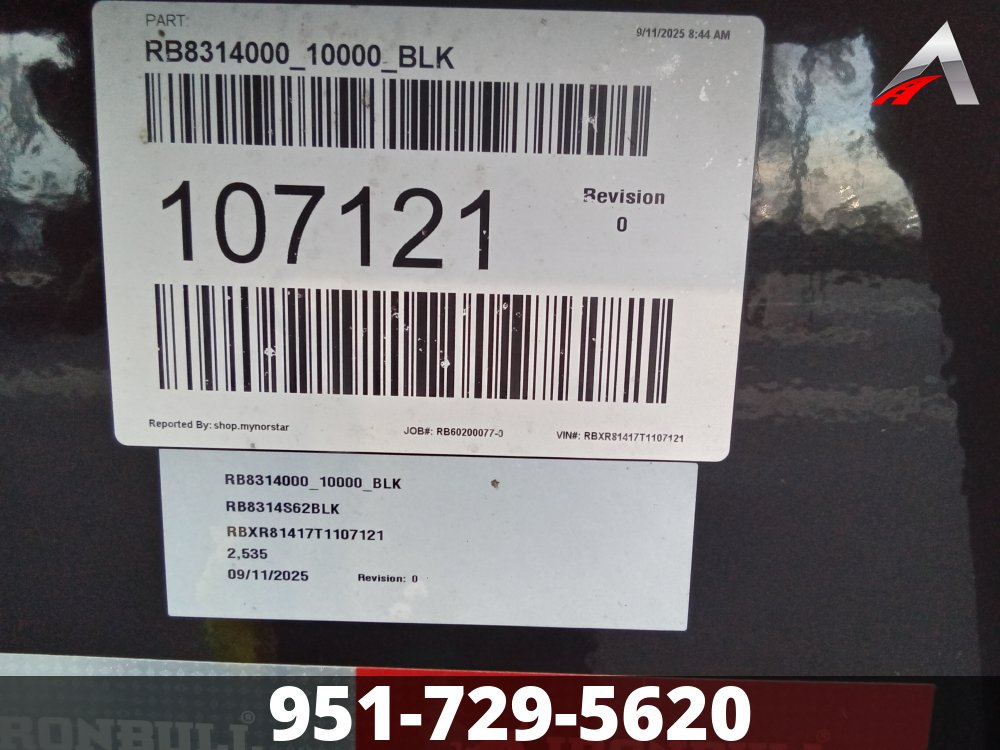 PART:
9/11/2025 8:44 AM
RB8314000_10000_BLK
107121
Revision
0
Reported By: shop.mynorstar
JOB#: RB60200077-0
VIN#: RBXR81417T1107121
RB8314000_10000_BLK
RB8314S62BLK
RBXR81417T1107121
2,535
09/11/2025
Revision: 0
RONBULL®
951-729-5620